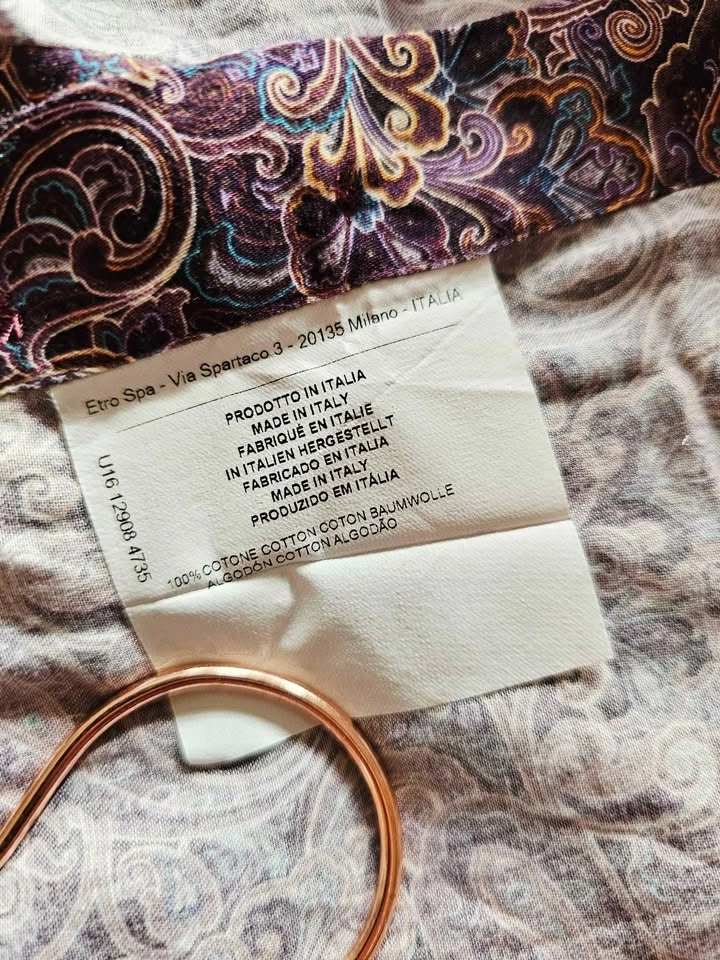 Etro Spa - Via Spartaco 3 - 20135 Milano - ITALIA
PRODOTTO IN ITALIA
MADE IN ITALY
FABRIQUÉ EN ITALIE
IN ITALIEN HERGESTELLT
FABRICADO EN ITALIA
MADE IN ITALY
PRODUZIDO EM ITÀLIA
U16 12908 4735
100% COTONE COTTON COTON BAUMWOLLE
ALGODÓN COTTON ALGODÃO